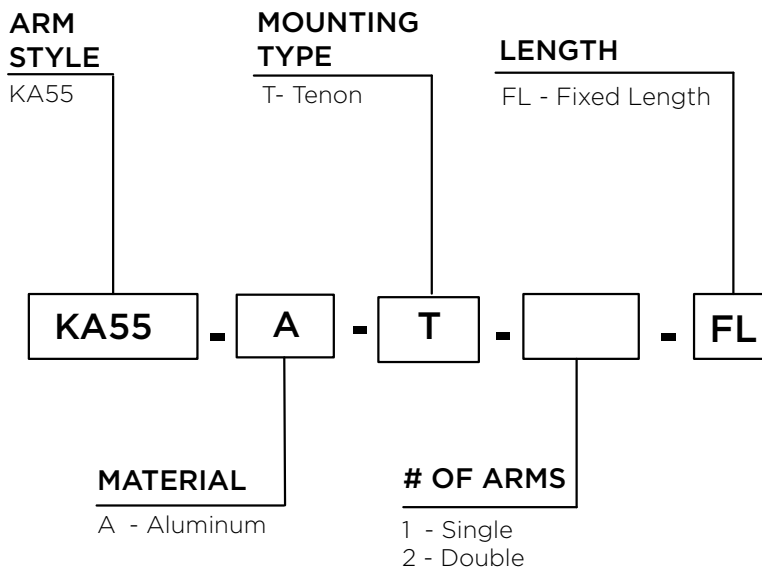 ARM
STYLE
KA55
MOUNTING
TYPE
T- Tenon
LENGTH
FL - Fixed Length
KA55 - A - T - - FL
MATERIAL
A - Aluminum
# OF ARMS
1 - Single
2 - Double